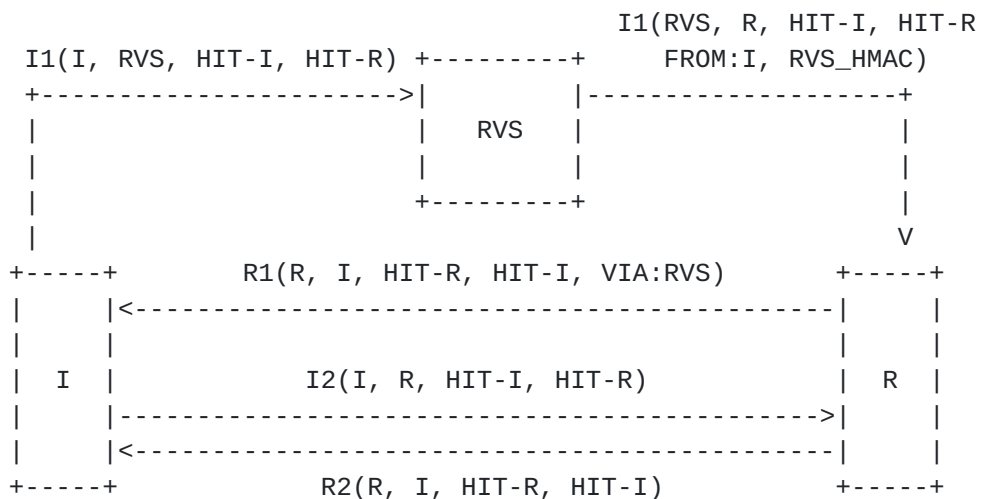 I1(RVS, R, HIT-I, HIT-R
I1(I, RVS, HIT-I, HIT-R) FROM:I, RVS_HMAC)
RVS
R1(R, I, HIT-R, HIT-I, VIA:RVS)
I I2(I, R, HIT-I, HIT-R) R
R2(R, I, HIT-R, HIT-I)